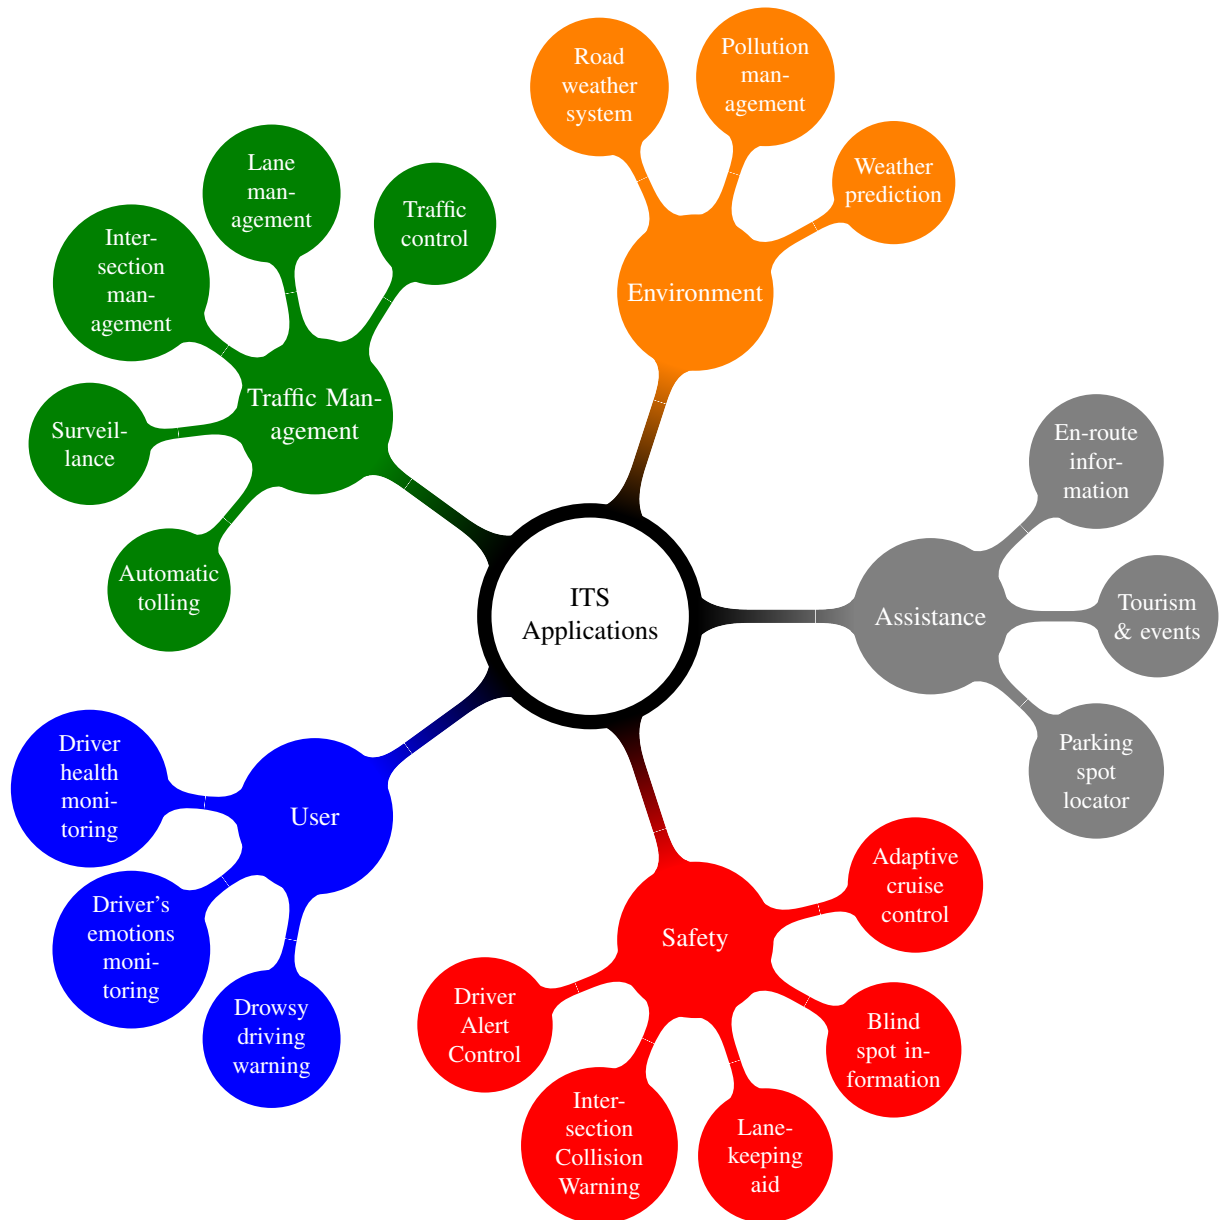 Road
weather
system
Pollution
man-
agement
Weather
prediction
Environment
Lane
man-
agement
Traffic
control
Inter-
section
man-
agement
Surveil-
lance
Automatic
tolling
Traffic Man-
agement
En-route
infor-
mation
Tourism
& events
Parking
spot
locator
Assistance
ITS
Applications
Driver
health
moni-
toring
Driver's
emotions
moni-
toring
Drowsy
driving
warning
User
Safety
Adaptive
cruise
control
Blind
spot in-
formation
Lane-
keeping
aid
Inter-
section
Collision
Warning
Driver
Alert
Control